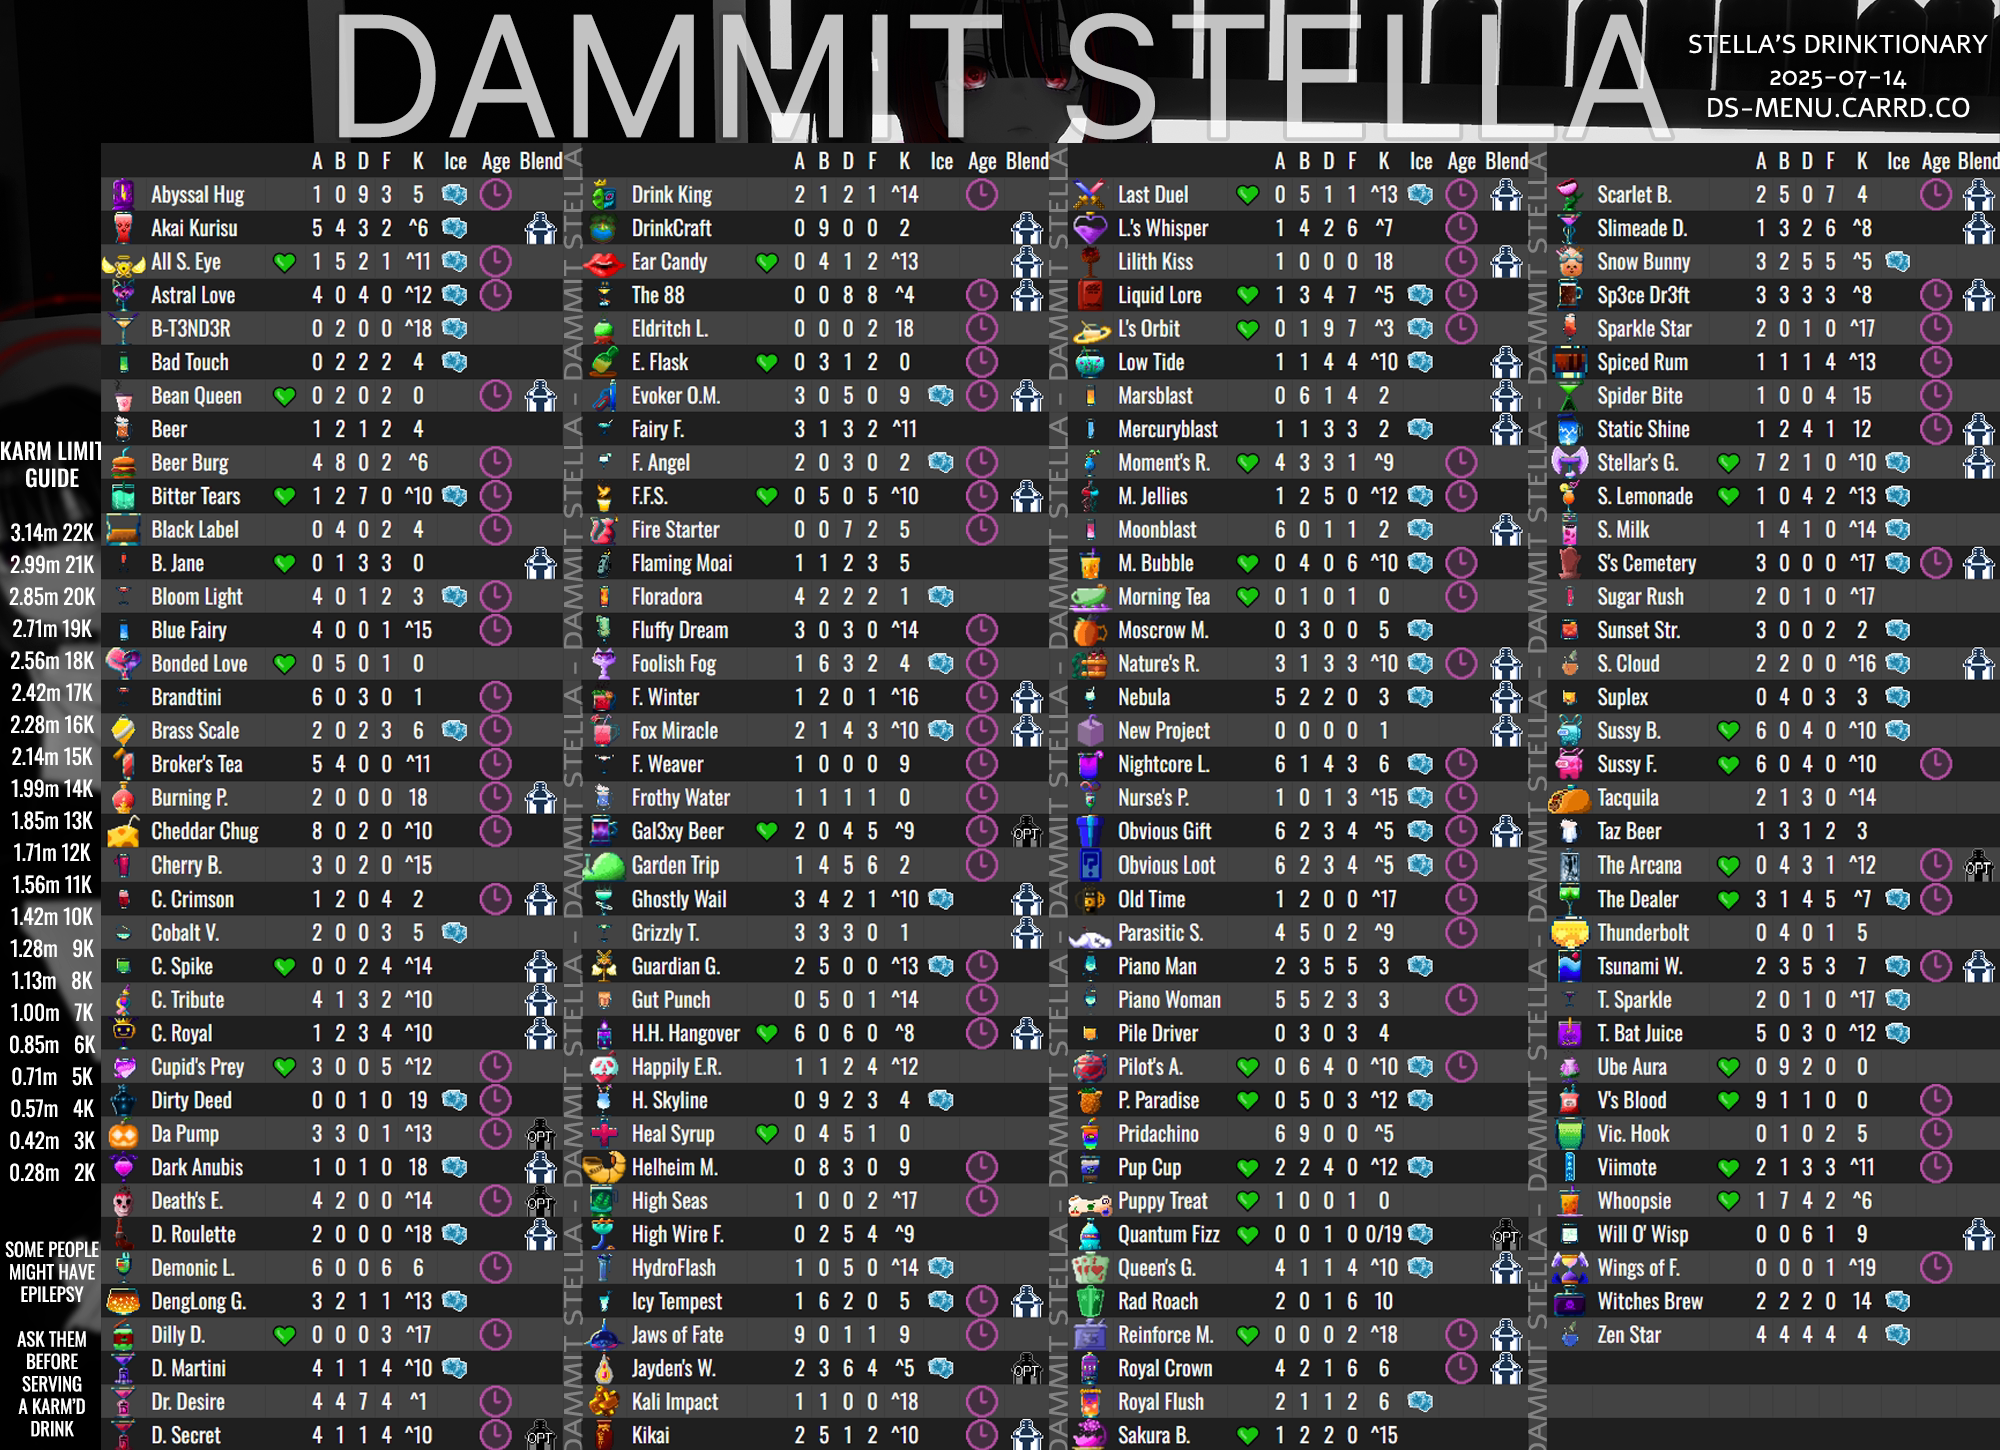 DAMMIT STELLA
STELLA'S DRINKTIONARY
2025-07-14
DS-MENU.CARRD.CO
KARM LIMIT
GUIDE
3.14m 22K
2.99m 21K
2.85m 20K
2.71m 19K
2.56m 18K
2.42m 17K
2.28m 16K
2.14m 15K
1.99m 14K
1.85m 13K
1.71m 12K
1.56m 11K
1.42m 10K
1.28m 9K
1.13m 8K
1.00m 7K
0.85m 6K
0.71m 5K
0.57m 4K
0.42m 3K
0.28m 2K
SOME PEOPLE
MIGHT HAVE
EPILEPSY
ASK THEM
BEFORE
SERVING
A KARM'D
DRINK
A B D F K Ice Age Blend
Abyssal Hug 1 0 9 3 5
Akai Kurisu 5 4 3 2 ^6
All S. Eye 1 5 2 1 ^11
Astral Love 4 0 4 0 ^12
B-T3ND3R 0 2 0 0 ^18
Bad Touch 0 2 2 2 4
Bean Queen 0 2 0 2 0
Beer 1 2 1 2 4
Beer Burg 4 8 0 2 ^6
Bitter Tears 1 2 7 0 ^10
Black Label 0 4 0 2 4
B. Jane 0 1 3 3 0
Bloom Light 4 0 1 2 3
Blue Fairy 4 0 0 1 ^15
Bonded Love 0 5 0 1 0
Brandtini 6 0 3 0 1
Brass Scale 2 0 2 3 6
Broker's Tea 5 4 0 0 ^11
Burning P. 2 0 0 0 18
Cheddar Chug 8 0 2 0 ^10
Cherry B. 3 0 2 0 ^15
C. Crimson 1 2 0 4 2
Cobalt V. 2 0 0 3 5
C. Spike 0 0 2 4 ^14
C. Tribute 4 1 3 2 ^10
C. Royal 1 2 3 4 ^10
Cupid's Prey 3 0 0 5 ^12
Dirty Deed 0 0 1 0 19
Da Pump 3 3 0 1 ^13 OPT
Dark Anubis 1 0 1 0 18
Death's E. 4 2 0 0 ^14 OPT
D. Roulette 2 0 0 0 ^18
Demonic L. 6 0 0 6 6
DengLong G. 3 2 1 1 ^13
Dilly D. 0 0 0 3 ^17
D. Martini 4 1 1 4 ^10
Dr. Desire 4 4 7 4 ^1
D. Secret 4 1 1 4 ^10 OPT
DAMMIT STELLA - DAMMIT STELLA - DAMMIT STELLA - DAMMIT STELLA
A B D F K Ice Age Blend
Drink King 2 1 2 1 ^14
DrinkCraft 0 9 0 0 2
Ear Candy 0 4 1 2 ^13
The 88 0 0 8 8 ^4
Eldritch L. 0 0 0 2 18
E. Flask 0 3 1 2 0
Evoker O.M. 3 0 5 0 9
Fairy F. 3 1 3 2 ^11
F. Angel 2 0 3 0 2
F.F.S. 0 5 0 5 ^10
Fire Starter 0 0 7 2 5
Flaming Moai 1 1 2 3 5
Floradora 4 2 2 2 1
Fluffy Dream 3 0 3 0 ^14
Foolish Fog 1 6 3 2 4
F. Winter 1 2 0 1 ^16
Fox Miracle 2 1 4 3 ^10
F. Weaver 1 0 0 0 9
Frothy Water 1 1 1 1 0
Gal3xy Beer 2 0 4 5 ^9 OPT
Garden Trip 1 4 5 6 2
Ghostly Wail 3 4 2 1 ^10
Grizzly T. 3 3 3 0 1
Guardian G. 2 5 0 0 ^13
Gut Punch 0 5 0 1 ^14
H.H. Hangover 6 0 6 0 ^8
Happily E.R. 1 1 2 4 ^12
H. Skyline 0 9 2 3 4
Heal Syrup 0 4 5 1 0
Helheim M. 0 8 3 0 9
High Seas 1 0 0 2 ^17
High Wire F. 0 2 5 4 ^9
HydroFlash 1 0 5 0 ^14
Icy Tempest 1 6 2 0 5
Jaws of Fate 9 0 1 1 9
Jayden's W. 2 3 6 4 ^5 OPT
Kali Impact 1 1 0 0 ^18
Kikai 2 5 1 2 ^10
DAMMIT STELLA - DAMMIT STELLA - DAMMIT STELLA - DAMMIT STELLA
A B D F K Ice Age Blend
Last Duel 0 5 1 1 ^13
L.'s Whisper 1 4 2 6 ^7
Lilith Kiss 1 0 0 0 18
Liquid Lore 1 3 4 7 ^5
L's Orbit 0 1 9 7 ^3
Low Tide 1 1 4 4 ^10
Marsblast 0 6 1 4 2
Mercuryblast 1 1 3 3 2
Moment's R. 4 3 3 1 ^9
M. Jellies 1 2 5 0 ^12
Moonblast 6 0 1 1 2
M. Bubble 0 4 0 6 ^10
Morning Tea 0 1 0 1 0
Moscrow M. 0 3 0 0 5
Nature's R. 3 1 3 3 ^10
Nebula 5 2 2 0 3
New Project 0 0 0 0 1
Nightcore L. 6 1 4 3 6
Nurse's P. 1 0 1 3 ^15
Obvious Gift 6 2 3 4 ^5
Obvious Loot 6 2 3 4 ^5
Old Time 1 2 0 0 ^17
Parasitic S. 4 5 0 2 ^9
Piano Man 2 3 5 5 3
Piano Woman 5 5 2 3 3
Pile Driver 0 3 0 3 4
Pilot's A. 0 6 4 0 ^10
P. Paradise 0 5 0 3 ^12
Pridachino 6 9 0 0 ^5
Pup Cup 2 2 4 0 ^12
Puppy Treat 1 0 0 1 0
Quantum Fizz 0 0 1 0 0/19 OPT
Queen's G. 4 1 1 4 ^10
Rad Roach 2 0 1 6 10
Reinforce M. 0 0 0 2 ^18
Royal Crown 4 2 1 6 6
Royal Flush 2 1 1 2 6
Sakura B. 1 2 2 0 ^15
DAMMIT STELLA - DAMMIT STELLA - DAMMIT STELLA - DAMMIT STELLA
A B D F K Ice Age Blend
Scarlet B. 2 5 0 7 4
Slimeade D. 1 3 2 6 ^8
Snow Bunny 3 2 5 5 ^5
Sp3ce Dr3ft 3 3 3 3 ^8
Sparkle Star 2 0 1 0 ^17
Spiced Rum 1 1 1 4 ^13
Spider Bite 1 0 0 4 15
Static Shine 1 2 4 1 12
Stellar's G. 7 2 1 0 ^10
S. Lemonade 1 0 4 2 ^13
S. Milk 1 4 1 0 ^14
S's Cemetery 3 0 0 0 ^17
Sugar Rush 2 0 1 0 ^17
Sunset Str. 3 0 0 2 2
S. Cloud 2 2 0 0 ^16
Suplex 0 4 0 3 3
Sussy B. 6 0 4 0 ^10
Sussy F. 6 0 4 0 ^10
Tacquila 2 1 3 0 ^14
Taz Beer 1 3 1 2 3
The Arcana 0 4 3 1 ^12 OPT
The Dealer 3 1 4 5 ^7
Thunderbolt 0 4 0 1 5
Tsunami W. 2 3 5 3 7
T. Sparkle 2 0 1 0 ^17
T. Bat Juice 5 0 3 0 ^12
Ube Aura 0 9 2 0 0
V's Blood 9 1 1 0 0
Vic. Hook 0 1 0 2 5
Viimote 2 1 3 3 ^11
Whoopsie 1 7 4 2 ^6
Will O' Wisp 0 0 6 1 9
Wings of F. 0 0 0 1 ^19
Witches Brew 2 2 2 0 14
Zen Star 4 4 4 4 4